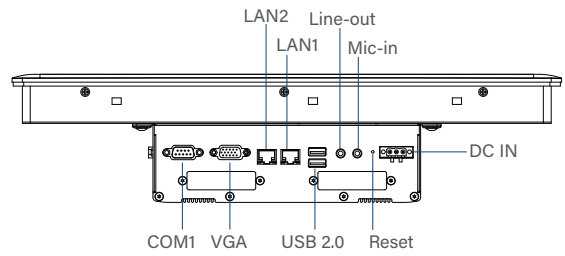 LAN2 Line-out
LAN1 Mic-in
DC IN
COM1 VGA USB 2.0 Reset